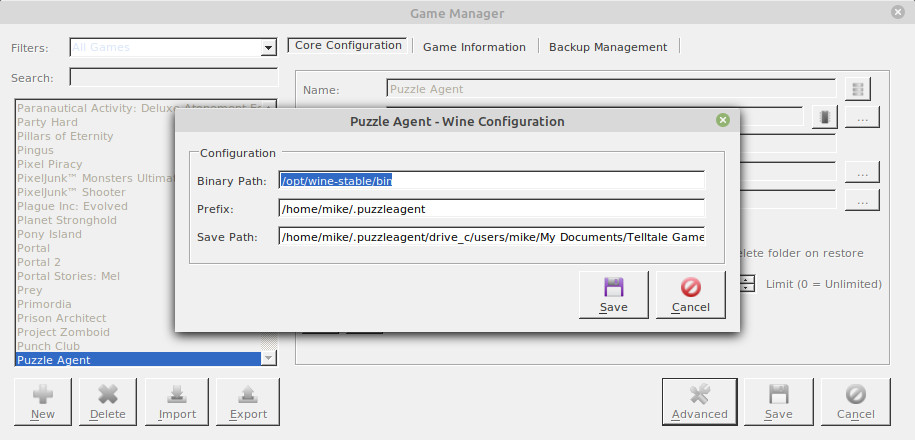 Game Manager
Filters: All Games
Search:
Core Configuration Game Information Backup Management
Name: Puzzle Agent
Paranautical Activity: Deluxe Atonement
Party Hard
Pillars of Eternity
Pingus
Pixel Piracy
PixelJunk™ Monsters Ultima
PixelJunk™ Shooter
Plague Inc: Evolved
Planet Stronghold
Pony Island
Portal
Portal 2
Portal Stories: Mel
Prey
Primordia
Prison Architect
Project Zomboid
Punch Club
Puzzle Agent
...
...
...
elete folder on restore
Limit (0 = Unlimited)
Puzzle Agent - Wine Configuration
Configuration
Binary Path: /opt/wine-stable/bin
Prefix: /home/mike/.puzzleagent
Save Path: /home/mike/.puzzleagent/drive_c/users/mike/My Documents/Telltale Game
Save Cancel
New Delete Import Export Advanced Save Cancel